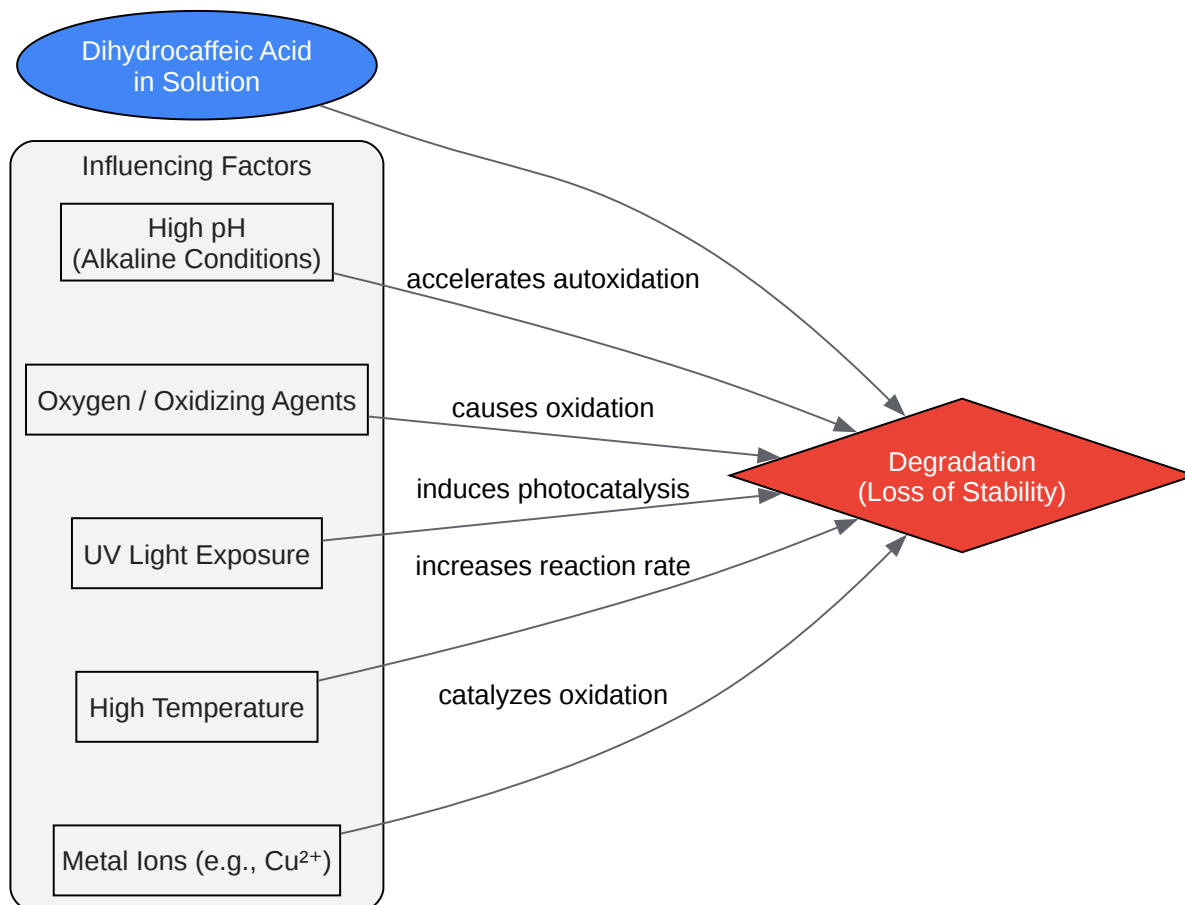 Dihydrocaffeic Acid
in Solution
Influencing Factors
High pH
(Alkaline Conditions)
accelerates autoxidation
Oxygen / Oxidizing Agents
causes oxidation
Degradation
(Loss of Stability)
induces photocatalysis
UV Light Exposure
increases reaction rate
High Temperature
catalyzes oxidation
Metal Ions (e.g., Cu²⁺)